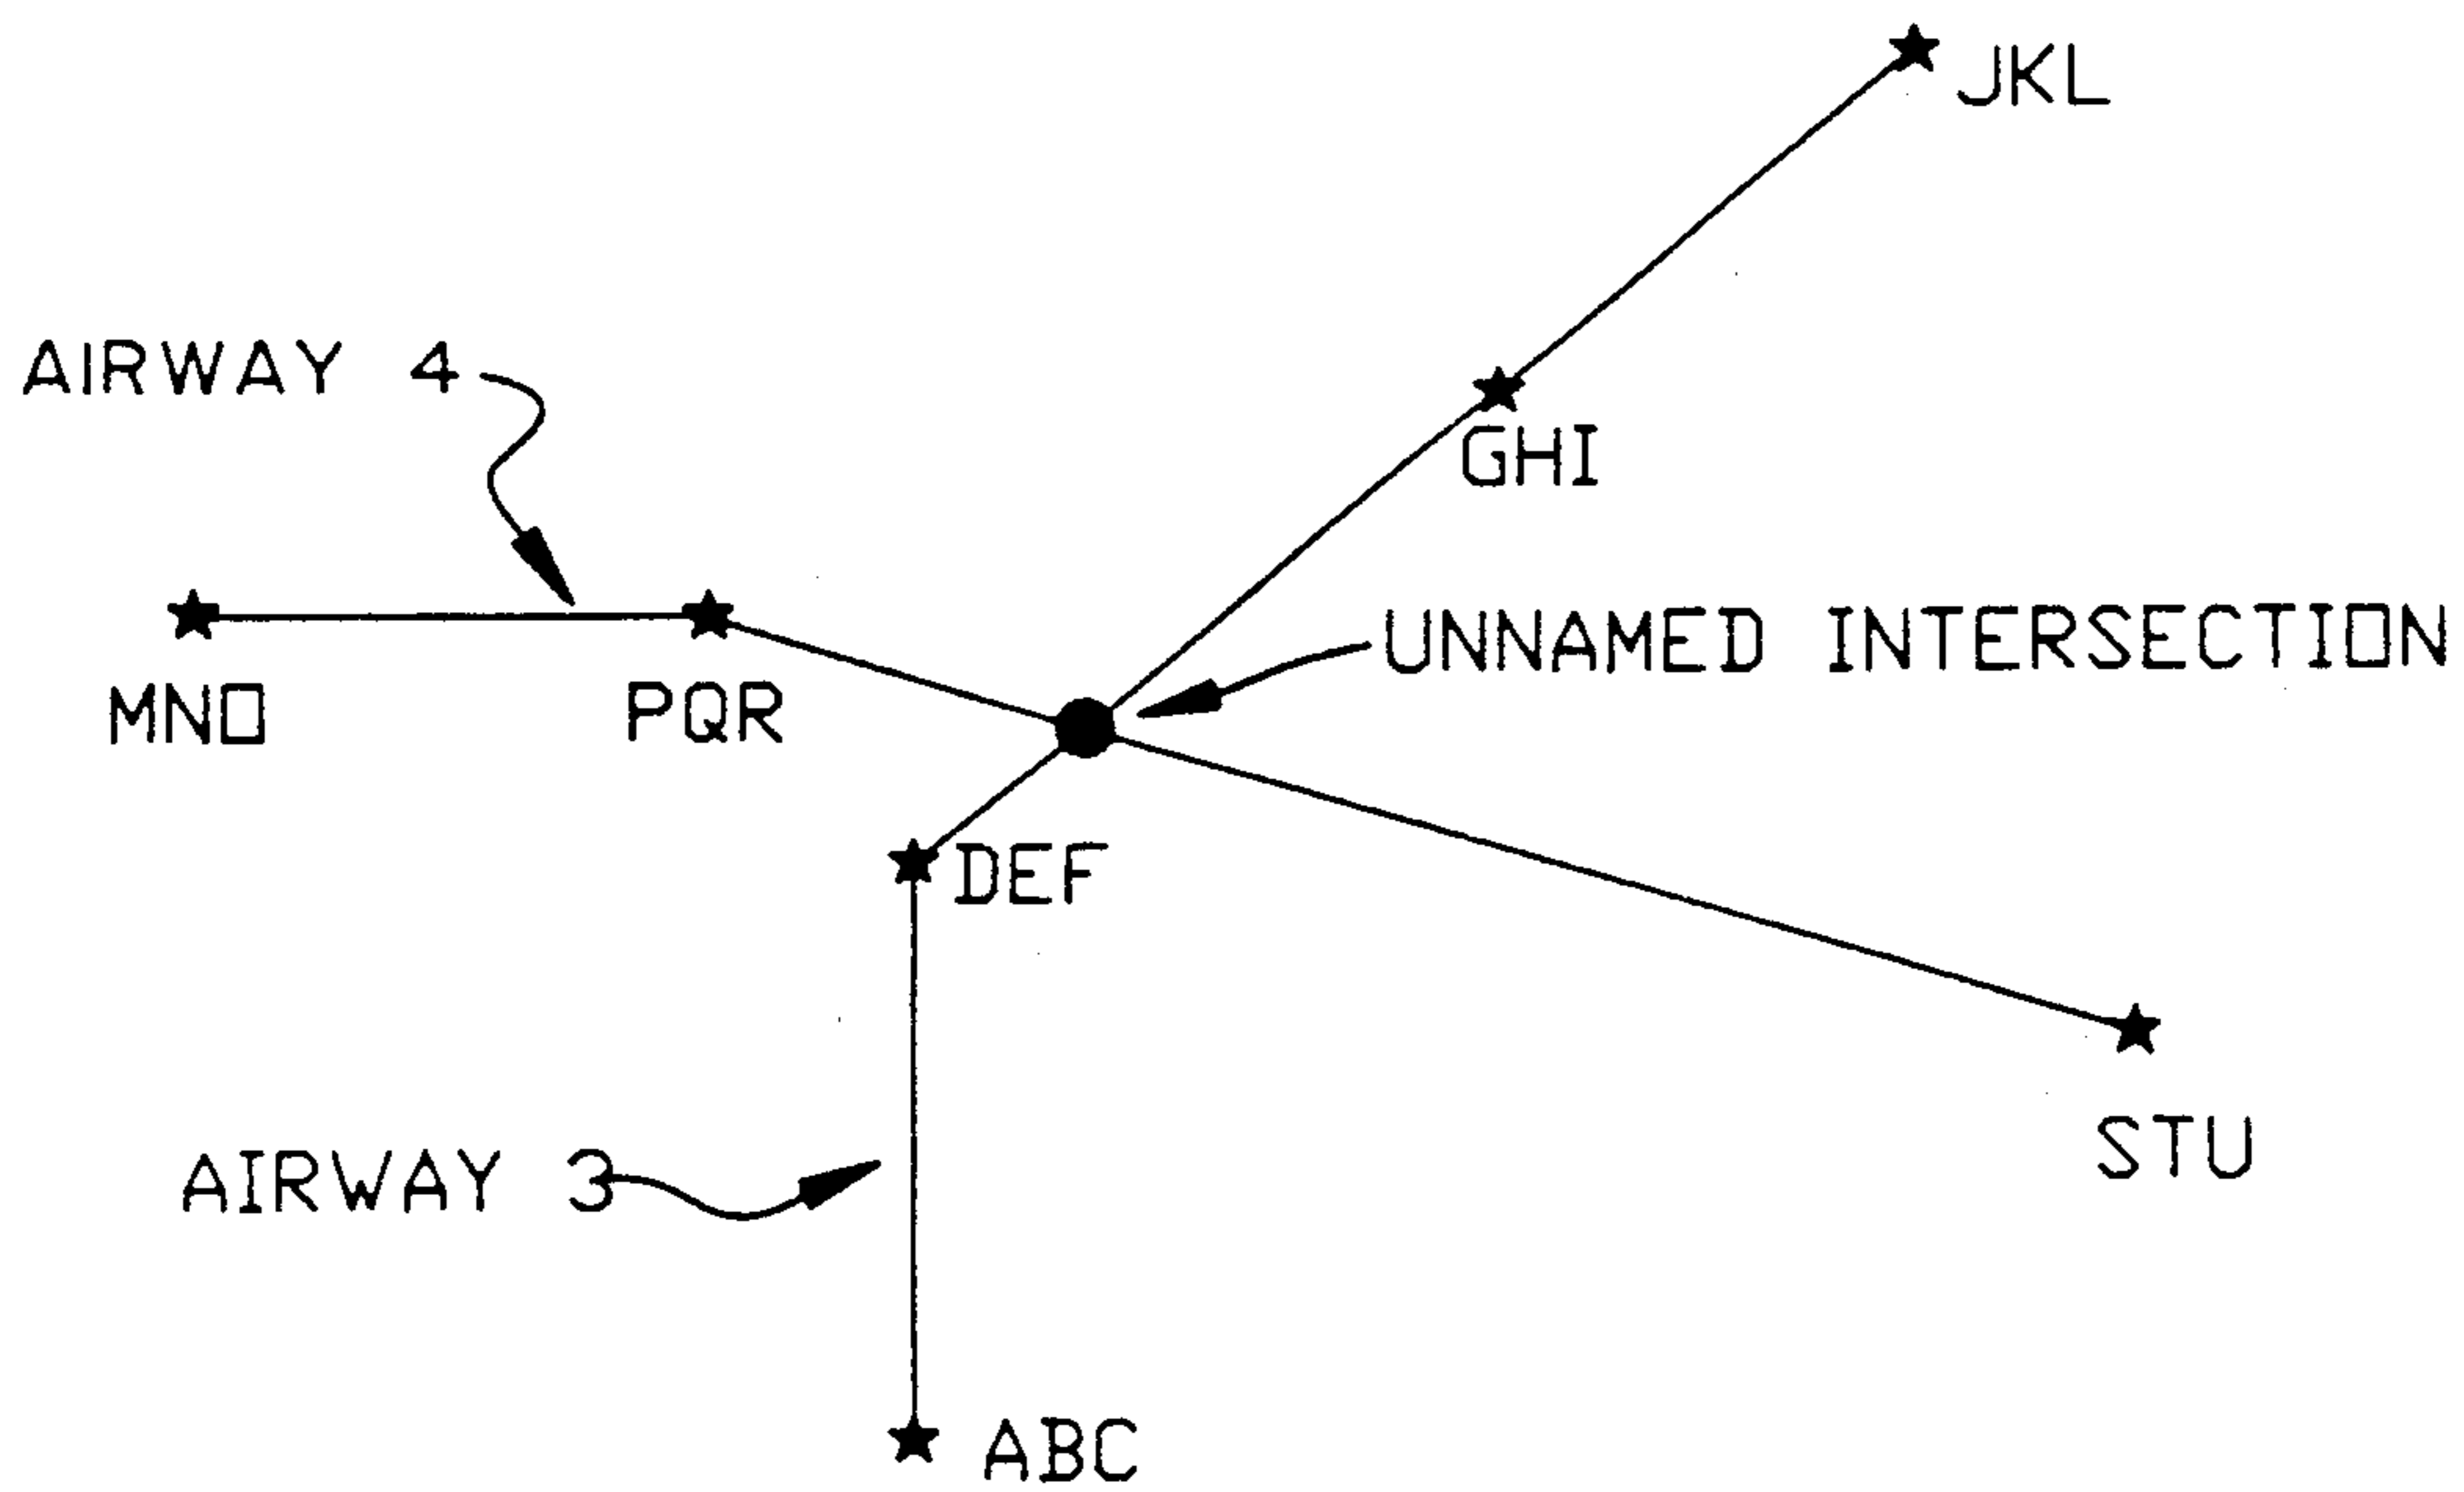 JKL
AIRWAY 4
GHI
UNNAMED INTERSECTION
MNO
PQR
DEF
STU
AIRWAY 3
ABC